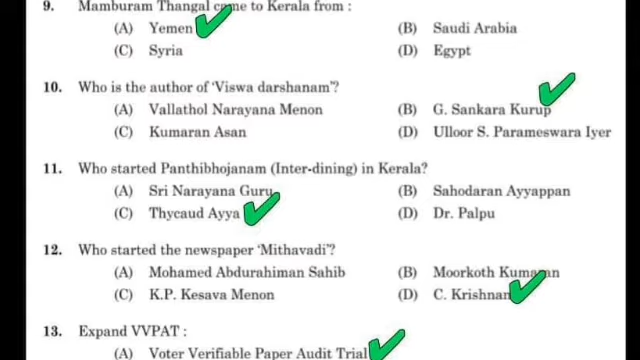 9. Mamburam Thangal came to Kerala from :
(A) Yemen (B) Saudi Arabia
(C) Syria (D) Egypt
10. Who is the author of ‘Viswa darshanam’?
(A) Vallathol Narayana Menon (B) G. Sankara Kurup
(C) Kumaran Asan (D) Ulloor S. Parameswara Iyer
11. Who started Panthibhojanam (Inter-dining) in Kerala?
(A) Sri Narayana Guru (B) Sahodaran Ayyappan
(C) Thycaud Ayya (D) Dr. Palpu
12. Who started the newspaper ‘Mithavadi’?
(A) Mohamed Abdurahiman Sahib (B) Moorkoth Kumaran
(C) K.P. Kesava Menon (D) C. Krishnan
13. Expand VVPAT :
(A) Voter Verifiable Paper Audit Trial